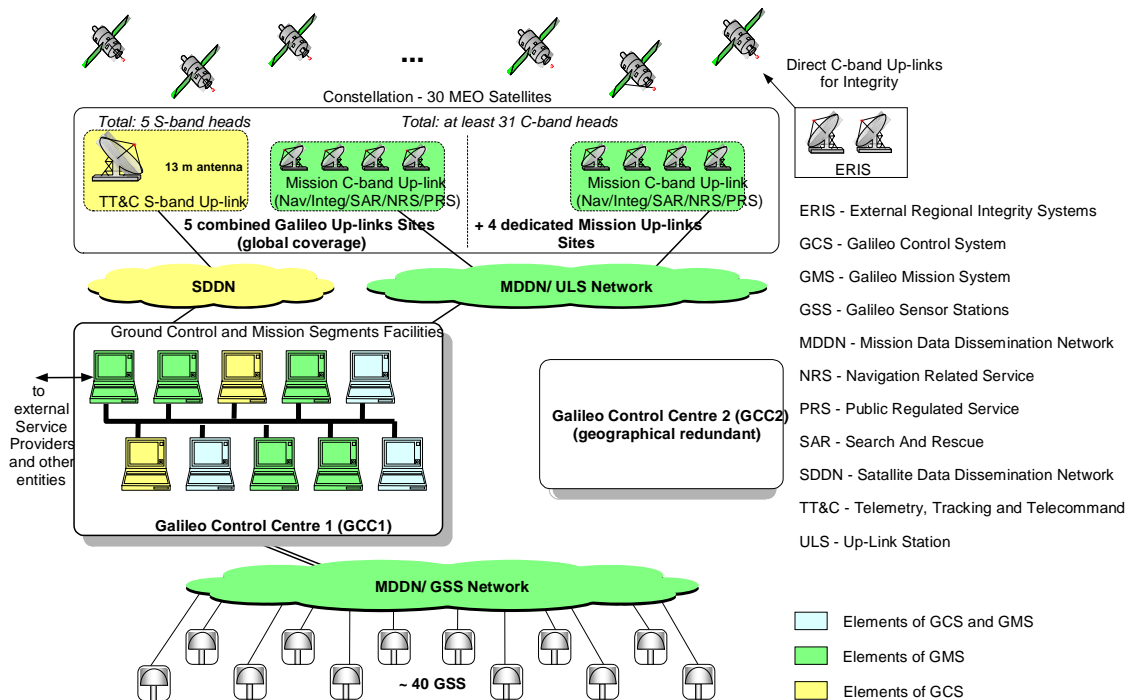 ...
Direct C-band Up-links
for Integrity
Constellation - 30 MEO Satellites
Total: 5 S-band heads
Total: at least 31 C-band heads
13 m antenna
TT&C S-band Up-link
Mission C-band Up-link
(Nav/Integ/SAR/NRS/PRS)
Mission C-band Up-link
(Nav/Integ/SAR/NRS/PRS)
ERIS
5 combined Galileo Up-links Sites
(global coverage)
+ 4 dedicated Mission Up-links
Sites
SDDN
MDDN/ ULS Network
Ground Control and Mission Segments Facilities
to
external
Service
Providers
and other
entities
Galileo Control Centre 1 (GCC1)
Galileo Control Centre 2 (GCC2)
(geographical redundant)
MDDN/ GSS Network
~ 40 GSS
ERIS - External Regional Integrity Systems
GCS - Galileo Control System
GMS - Galileo Mission System
GSS - Galileo Sensor Stations
MDDN - Mission Data Dissemination Network
NRS - Navigation Related Service
PRS - Public Regulated Service
SAR - Search And Rescue
SDDN - Satallite Data Dissemination Network
TT&C - Telemetry, Tracking and Telecommand
ULS - Up-Link Station
Elements of GCS and GMS
Elements of GMS
Elements of GCS